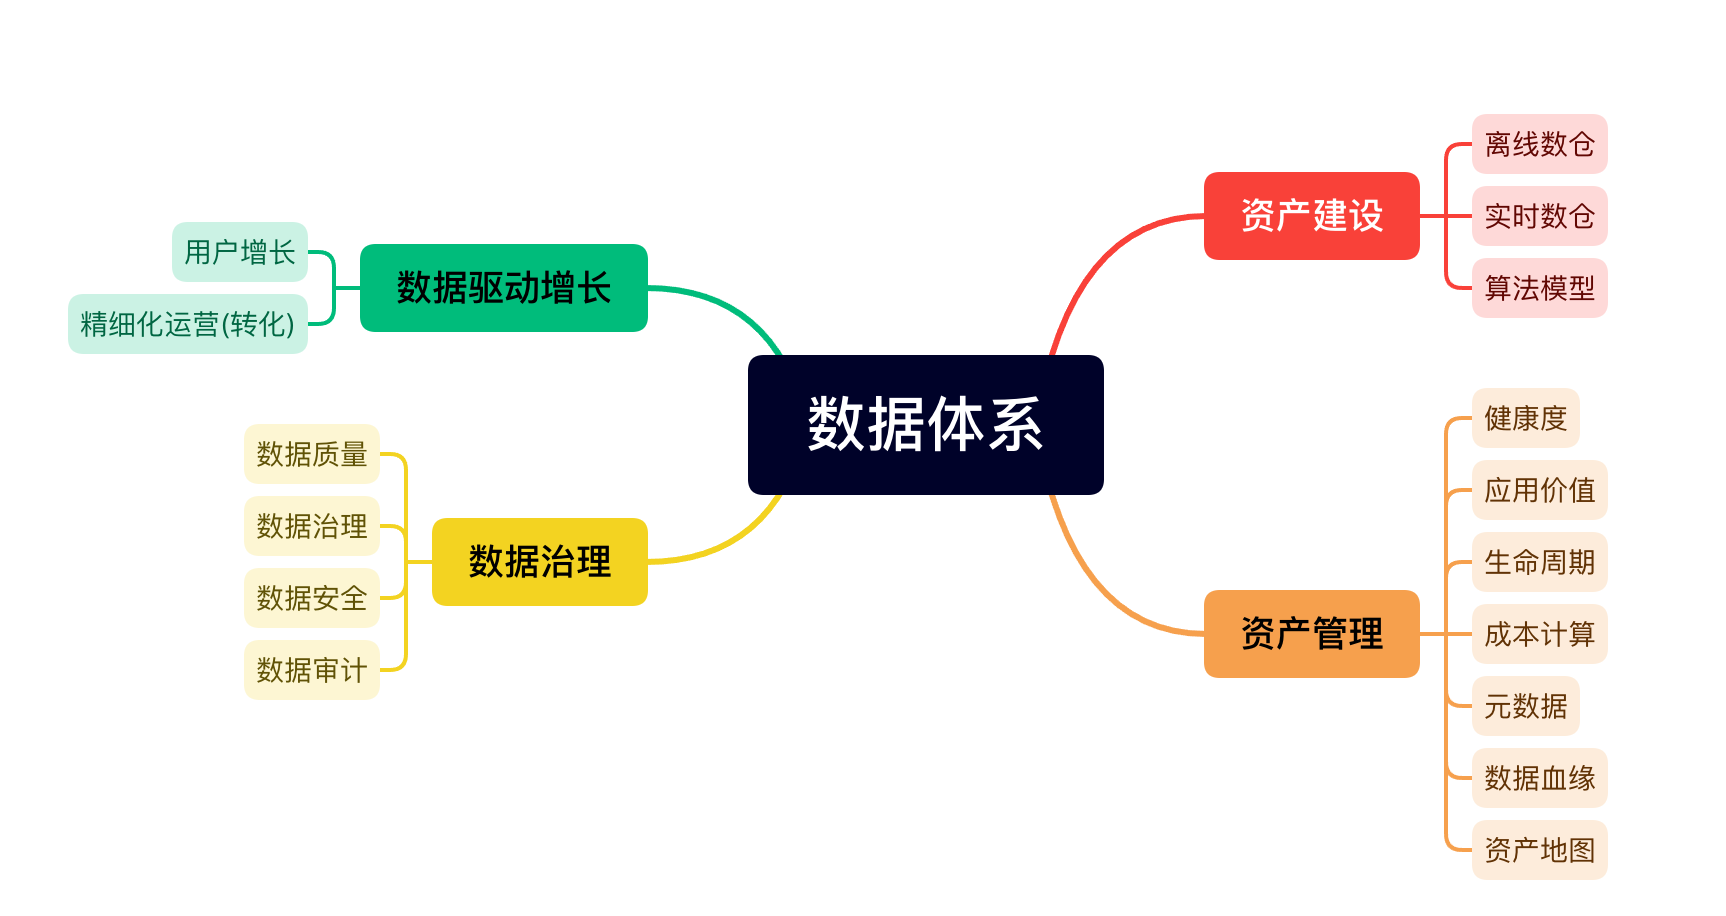 数据体系
资产建设
离线数仓
实时数仓
算法模型
资产管理
健康度
应用价值
生命周期
成本计算
元数据
数据血缘
资产地图
数据驱动增长
用户增长
精细化运营(转化)
数据治理
数据质量
数据治理
数据安全
数据审计